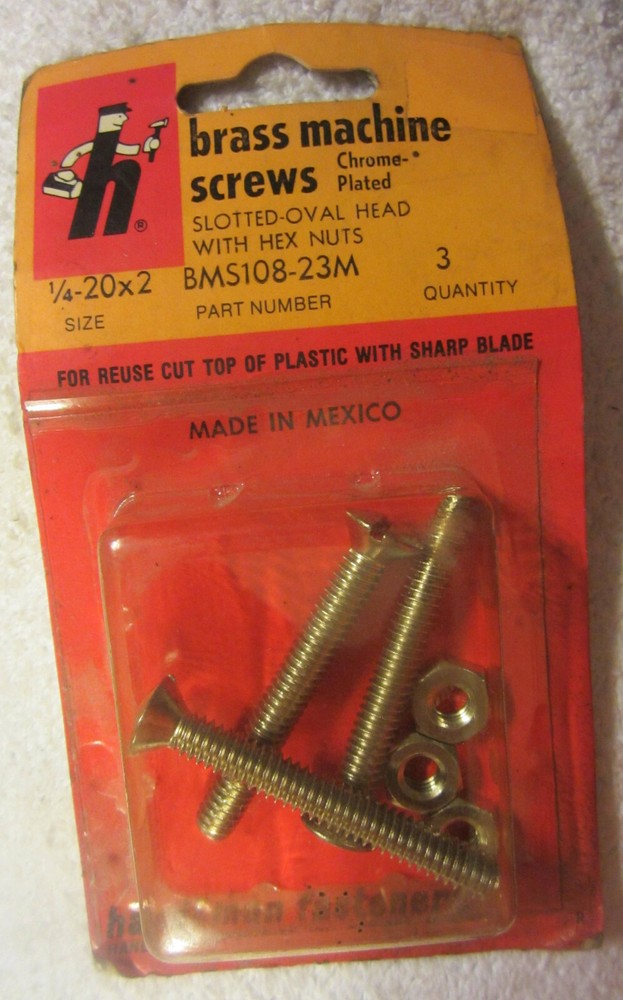 h®
brass machine
screws Chrome-*
Plated
SLOTTED-OVAL HEAD
WITH HEX NUTS
1/4-20x2 BMS108-23M 3
SIZE PART NUMBER QUANTITY
FOR REUSE CUT TOP OF PLASTIC WITH SHARP BLADE
MADE IN MEXICO
R